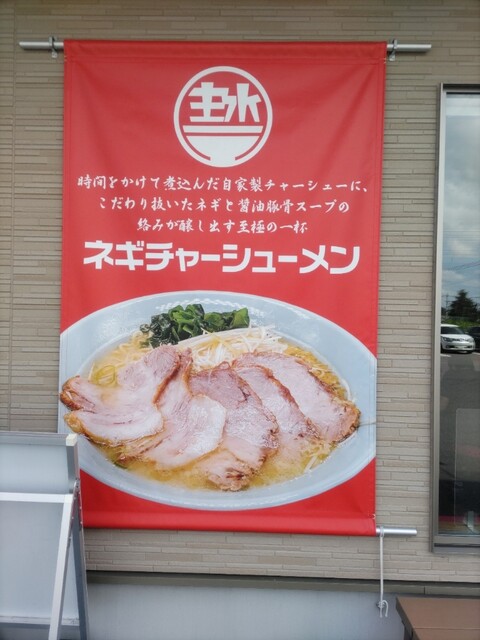 時間をかけて煮込んだ自家製チャーシューに、
こだわり抜いたネギと醤油豚骨スープの
絡みが醸し出す至極の一杯
ネギチャーシューメン